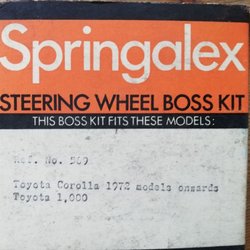 Springalex
STEERING WHEEL BOSS KIT
THIS BOSS KIT FITS THESE MODELS:
Ref. No. 569
Toyota Corolla 1972 models onwards
Toyota 1,000